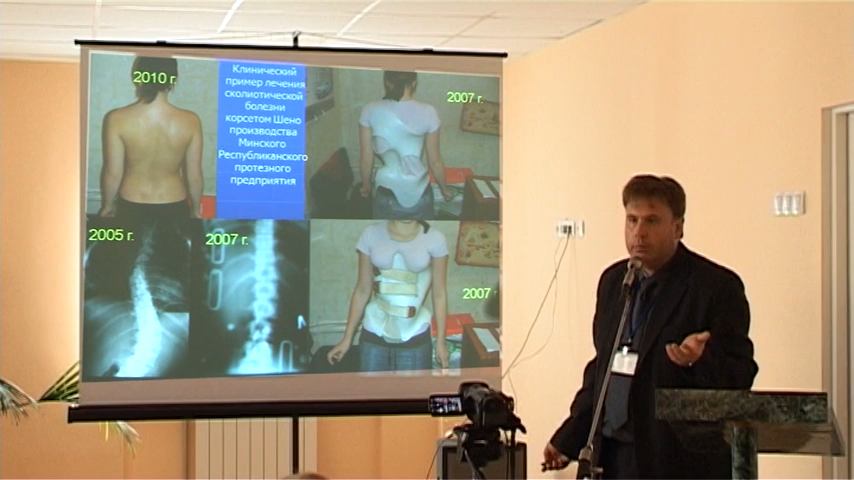 2010 г.
Клинический
пример лечения
сколиотической
болезни
корсетом Шено
производства
Минского
Республиканского
протезного
предприятия
2007 г.
2005 г.
2007 г.
2007